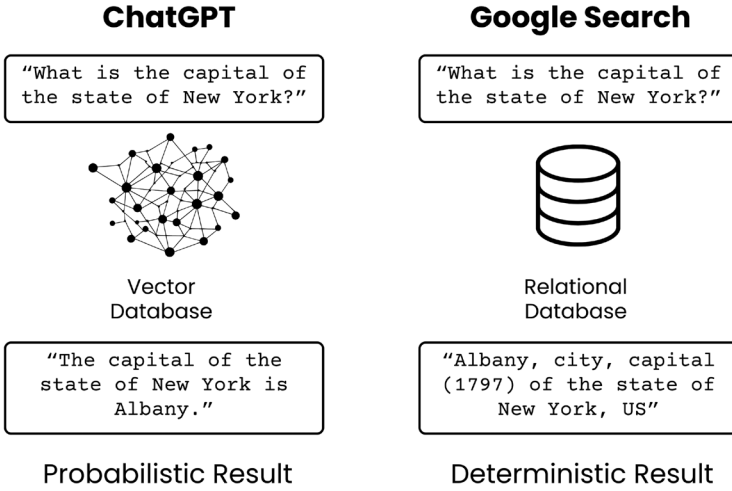 ChatGPT
“What is the capital of
the state of New York?”
Vector
Database
“The capital of the
state of New York is
Albany.”
Probabilistic Result
Google Search
“What is the capital of
the state of New York?”
Relational
Database
“Albany, city, capital
(1797) of the state of
New York, US”
Deterministic Result